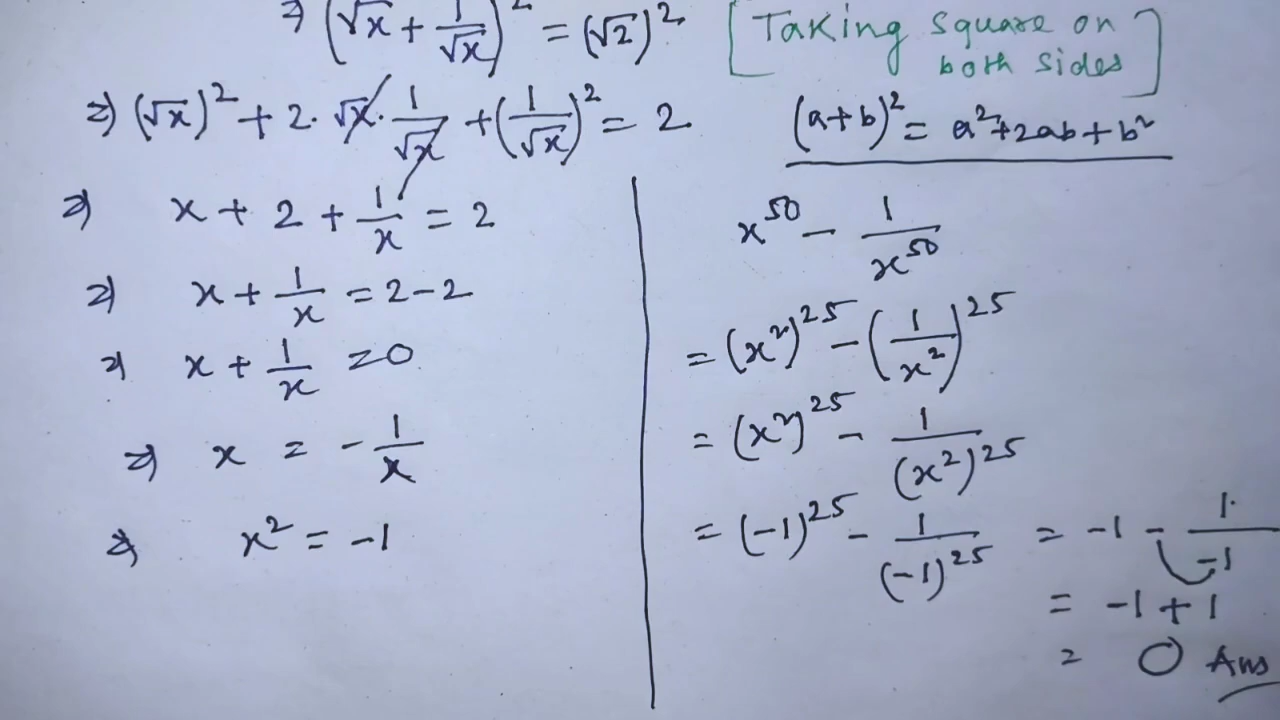 ⇒ (√x + 1/√x)² = (√2)² [Taking square on both sides]
⇒ (√x)² + 2. √x. 1/√x + (1/√x)² = 2
(a+b)² = a²+2ab+b²
⇒ x + 2 + 1/x = 2
⇒ x + 1/x = 2-2
⇒ x + 1/x = 0
⇒ x = - 1/x
⇒ x² = -1
x⁵⁰ - 1/x⁵⁰
= (x²)²⁵ - (1/x²)²⁵
= (x²)²⁵ - 1/(x²)²⁵
= (-1)²⁵ - 1/(-1)²⁵ = -1 - 1/-1
= -1 + 1
= 0 Ans